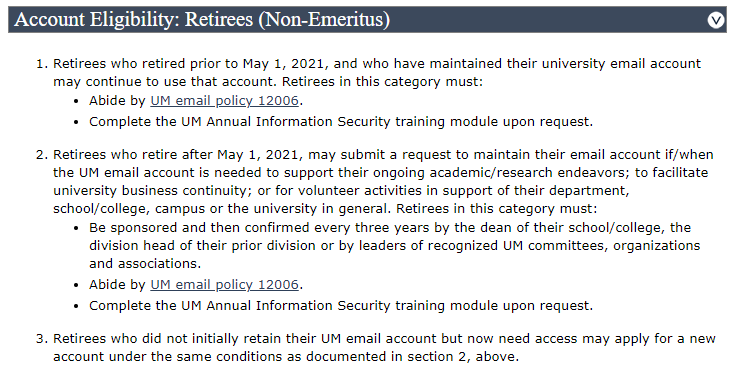 Account Eligibility: Retirees (Non-Emeritus)
1. Retirees who retired prior to May 1, 2021, and who have maintained their university email account
may continue to use that account. Retirees in this category must:
• Abide by UM email policy 12006.
• Complete the UM Annual Information Security training module upon request.
2. Retirees who retire after May 1, 2021, may submit a request to maintain their email account if/when
the UM email account is needed to support their ongoing academic/research endeavors; to facilitate
university business continuity; or for volunteer activities in support of their department,
school/college, campus or the university in general. Retirees in this category must:
• Be sponsored and then confirmed every three years by the dean of their school/college, the
division head of their prior division or by leaders of recognized UM committees, organizations
and associations.
• Abide by UM email policy 12006.
• Complete the UM Annual Information Security training module upon request.
3. Retirees who did not initially retain their UM email account but now need access may apply for a new
account under the same conditions as documented in section 2, above.